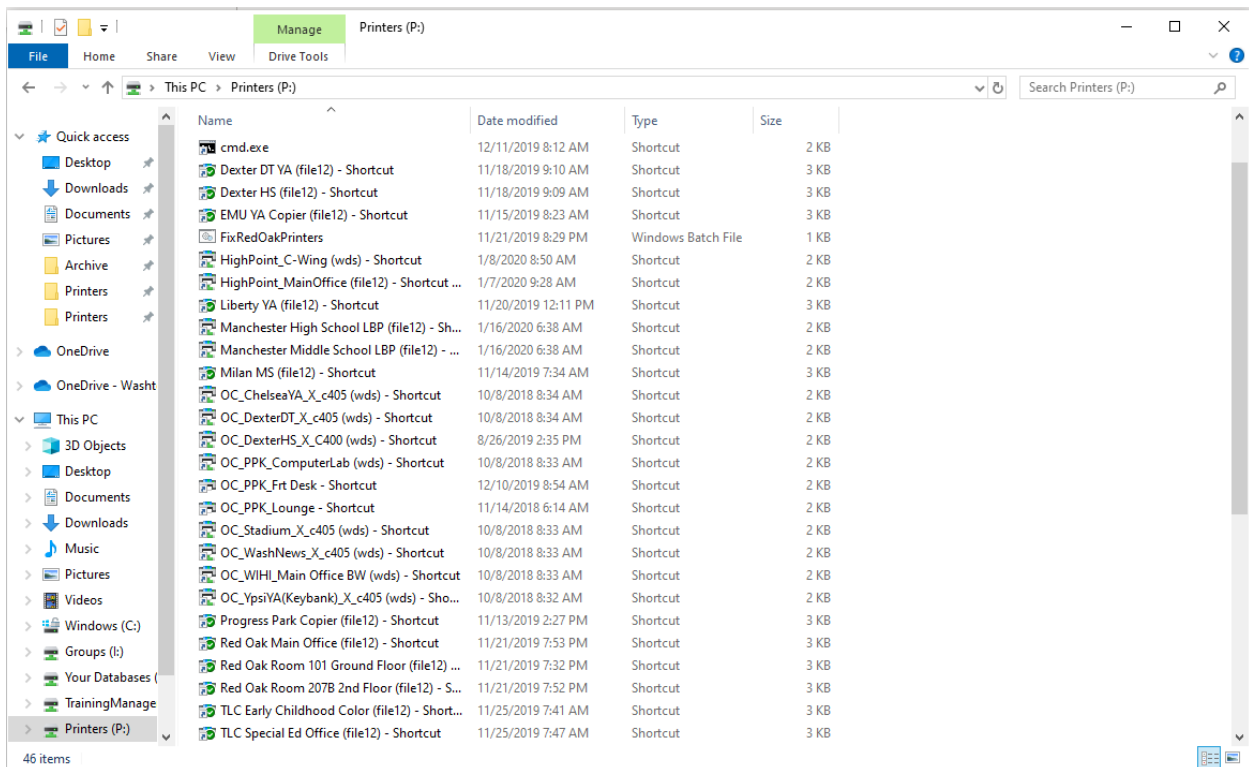 Manage Printers (P:)
File Home Share View Drive Tools
This PC Printers (P:) Search Printers (P:)
Quick access
Desktop
Downloads
Documents
Pictures
Archive
Printers
Printers
OneDrive
OneDrive - Washt
This PC
3D Objects
Desktop
Documents
Downloads
Music
Pictures
Videos
Windows (C:)
Groups (I:)
Your Databases (
TrainingManage
Printers (P:)
Name Date modified Type Size
cmd.exe 12/11/2019 8:12 AM Shortcut 2 KB
Dexter DT YA (file12) - Shortcut 11/18/2019 9:10 AM Shortcut 3 KB
Dexter HS (file12) - Shortcut 11/18/2019 9:09 AM Shortcut 3 KB
EMU YA Copier (file12) - Shortcut 11/15/2019 8:23 AM Shortcut 3 KB
FixRedOakPrinters 11/21/2019 8:29 PM Windows Batch File 1 KB
HighPoint_C-Wing (wds) - Shortcut 1/8/2020 8:50 AM Shortcut 2 KB
HighPoint_MainOffice (file12) - Shortcut ... 1/7/2020 9:28 AM Shortcut 2 KB
Liberty YA (file12) - Shortcut 11/20/2019 12:11 PM Shortcut 3 KB
Manchester High School LBP (file12) - Sh... 1/16/2020 6:38 AM Shortcut 2 KB
Manchester Middle School LBP (file12) - ... 1/16/2020 6:38 AM Shortcut 2 KB
Milan MS (file12) - Shortcut 11/14/2019 7:34 AM Shortcut 3 KB
OC_ChelseaYA_X_c405 (wds) - Shortcut 10/8/2018 8:34 AM Shortcut 2 KB
OC_DexterDT_X_c405 (wds) - Shortcut 10/8/2018 8:34 AM Shortcut 2 KB
OC_DexterHS_X_C400 (wds) - Shortcut 8/26/2019 2:35 PM Shortcut 2 KB
OC_PPK_ComputerLab (wds) - Shortcut 10/8/2018 8:33 AM Shortcut 2 KB
OC_PPK_Frt Desk - Shortcut 12/10/2019 8:54 AM Shortcut 2 KB
OC_PPK_Lounge - Shortcut 11/14/2018 6:14 AM Shortcut 2 KB
OC_Stadium_X_c405 (wds) - Shortcut 10/8/2018 8:33 AM Shortcut 2 KB
OC_WashNews_X_c405 (wds) - Shortcut 10/8/2018 8:33 AM Shortcut 2 KB
OC_WIHI_Main Office BW (wds) - Shortcut 10/8/2018 8:33 AM Shortcut 2 KB
OC_YpsiYA(Keybank)_X_c405 (wds) - Sho... 10/8/2018 8:32 AM Shortcut 2 KB
Progress Park Copier (file12) - Shortcut 11/13/2019 2:27 PM Shortcut 3 KB
Red Oak Main Office (file12) - Shortcut 11/21/2019 7:53 PM Shortcut 3 KB
Red Oak Room 101 Ground Floor (file12) ... 11/21/2019 7:32 PM Shortcut 3 KB
Red Oak Room 207B 2nd Floor (file12) - S... 11/21/2019 7:52 PM Shortcut 3 KB
TLC Early Childhood Color (file12) - Short... 11/25/2019 7:41 AM Shortcut 3 KB
TLC Special Ed Office (file12) - Shortcut 11/25/2019 7:47 AM Shortcut 3 KB
46 items